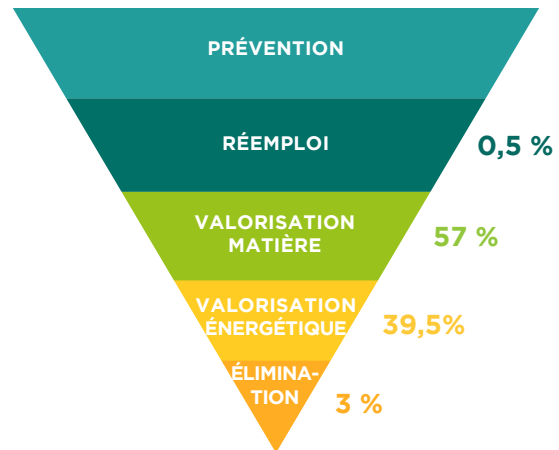 PRÉVENTION
RÉEMPLOI
0,5 %
VALORISATION
MATIÈRE
57 %
VALORISATION
ÉNERGÉTIQUE
39,5%
ÉLIMINA-
TION
3 %